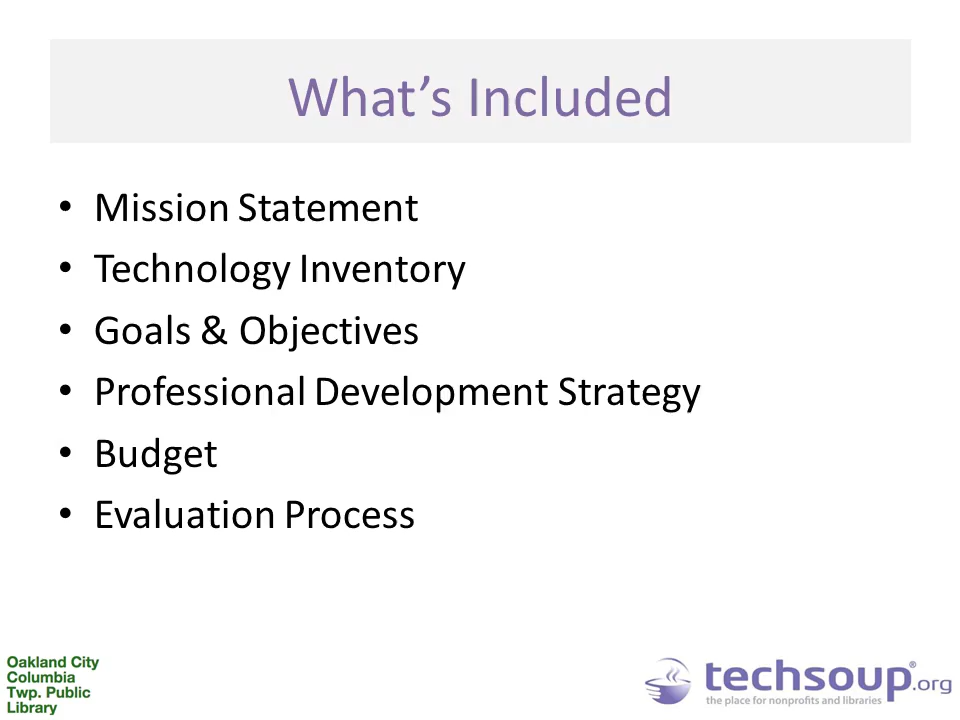 What’s Included
• Mission Statement
• Technology Inventory
• Goals & Objectives
• Professional Development Strategy
• Budget
• Evaluation Process
Oakland City
Columbia
Twp. Public
Library
techsoup®.org
the place for nonprofits and libraries